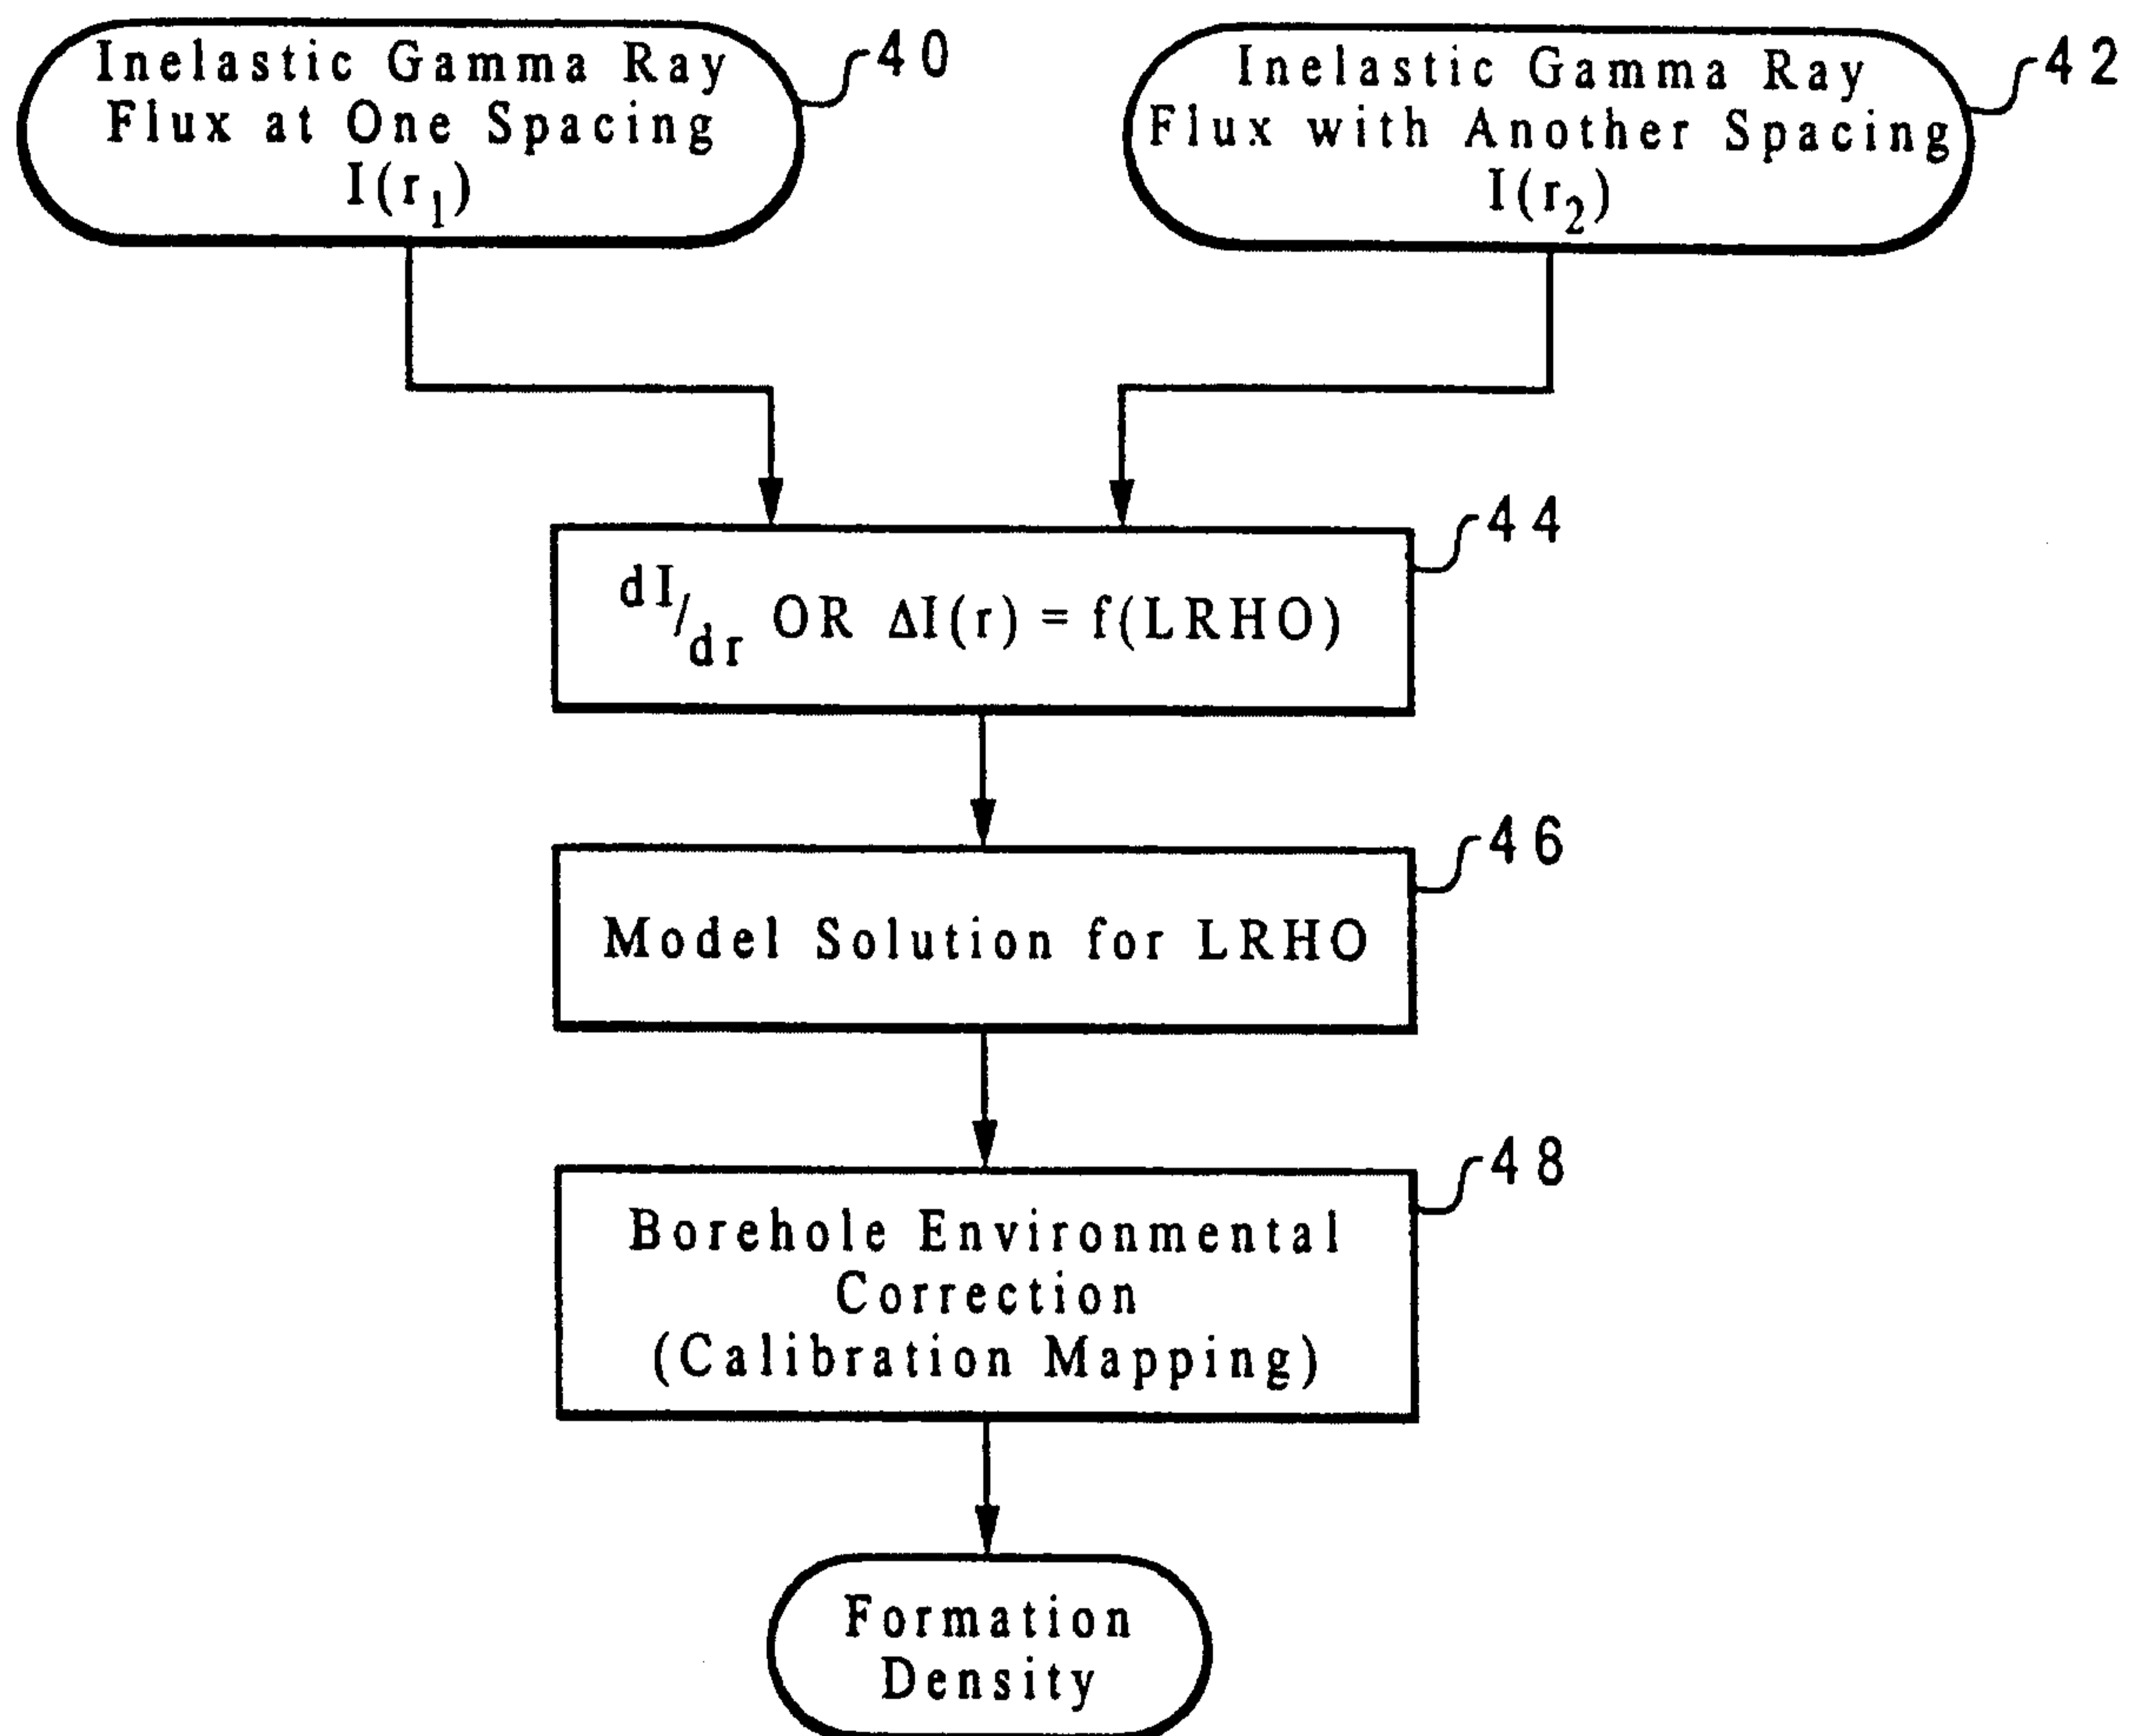 Inelastic Gamma Ray
Flux at One Spacing
I(r₁)
40
Inelastic Gamma Ray
Flux with Another Spacing
I(r₂)
42
dI/dr OR ΔI(r) = f(LRHO)
44
Model Solution for LRHO
46
Borehole Environmental
Correction
(Calibration Mapping)
48
Formation
Density